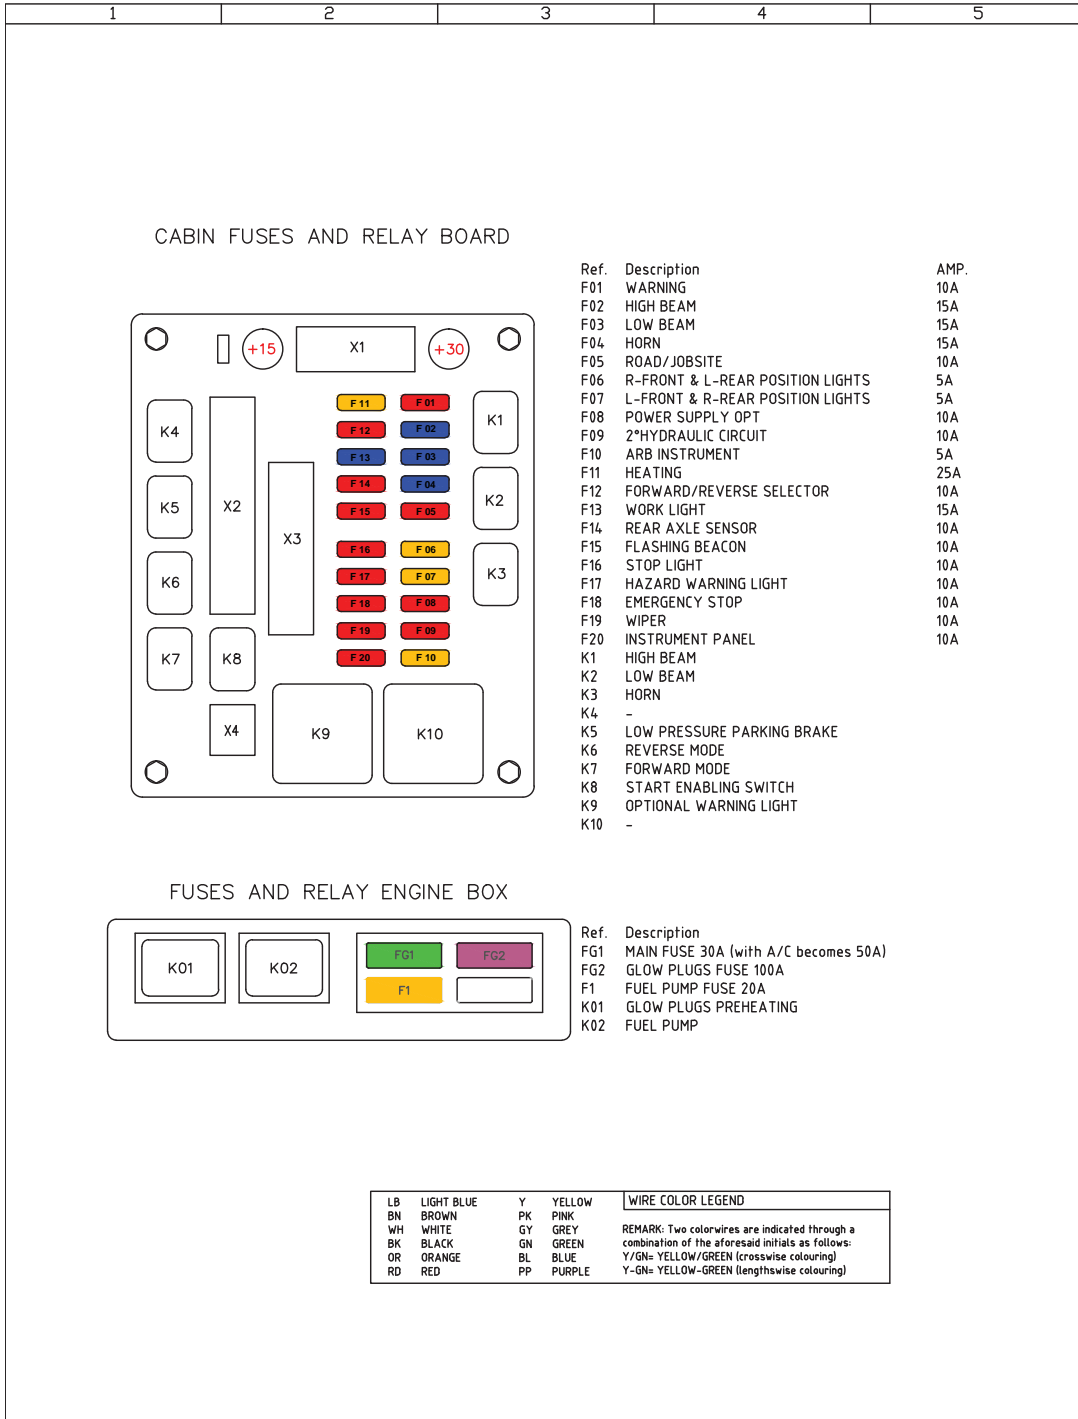 1 2 3 4 5
CABIN FUSES AND RELAY BOARD
+15 X1 +30
K4 K5 K6 K7 K8
X2 X3 X4
F 11 F 01
F 12 F 02
F 13 F 03
F 14 F 04
F 15 F 05
F 16 F 06
F 17 F 07
F 18 F 08
F 19 F 09
F 20 F 10
K1 K2 K3
K9 K10
Ref. Description AMP.
F01 WARNING 10A
F02 HIGH BEAM 15A
F03 LOW BEAM 15A
F04 HORN 15A
F05 ROAD/JOBSITE 10A
F06 R-FRONT & L-REAR POSITION LIGHTS 5A
F07 L-FRONT & R-REAR POSITION LIGHTS 5A
F08 POWER SUPPLY OPT 10A
F09 2°HYDRAULIC CIRCUIT 10A
F10 ARB INSTRUMENT 5A
F11 HEATING 25A
F12 FORWARD/REVERSE SELECTOR 10A
F13 WORK LIGHT 15A
F14 REAR AXLE SENSOR 10A
F15 FLASHING BEACON 10A
F16 STOP LIGHT 10A
F17 HAZARD WARNING LIGHT 10A
F18 EMERGENCY STOP 10A
F19 WIPER 10A
F20 INSTRUMENT PANEL 10A
K1 HIGH BEAM
K2 LOW BEAM
K3 HORN
K4 -
K5 LOW PRESSURE PARKING BRAKE
K6 REVERSE MODE
K7 FORWARD MODE
K8 START ENABLING SWITCH
K9 OPTIONAL WARNING LIGHT
K10 -
FUSES AND RELAY ENGINE BOX
K01 K02 FG1 FG2
F1
Ref. Description
FG1 MAIN FUSE 30A (with A/C becomes 50A)
FG2 GLOW PLUGS FUSE 100A
F1 FUEL PUMP FUSE 20A
K01 GLOW PLUGS PREHEATING
K02 FUEL PUMP
LB LIGHT BLUE Y YELLOW
BN BROWN PK PINK
WH WHITE GY GREY
BK BLACK GN GREEN
OR ORANGE BL BLUE
RD RED PP PURPLE
WIRE COLOR LEGEND
REMARK: Two colorwires are indicated through a
combination of the aforesaid initials as follows:
Y/GN= YELLOW/GREEN (crosswise colouring)
Y-GN= YELLOW-GREEN (lengthswise colouring)